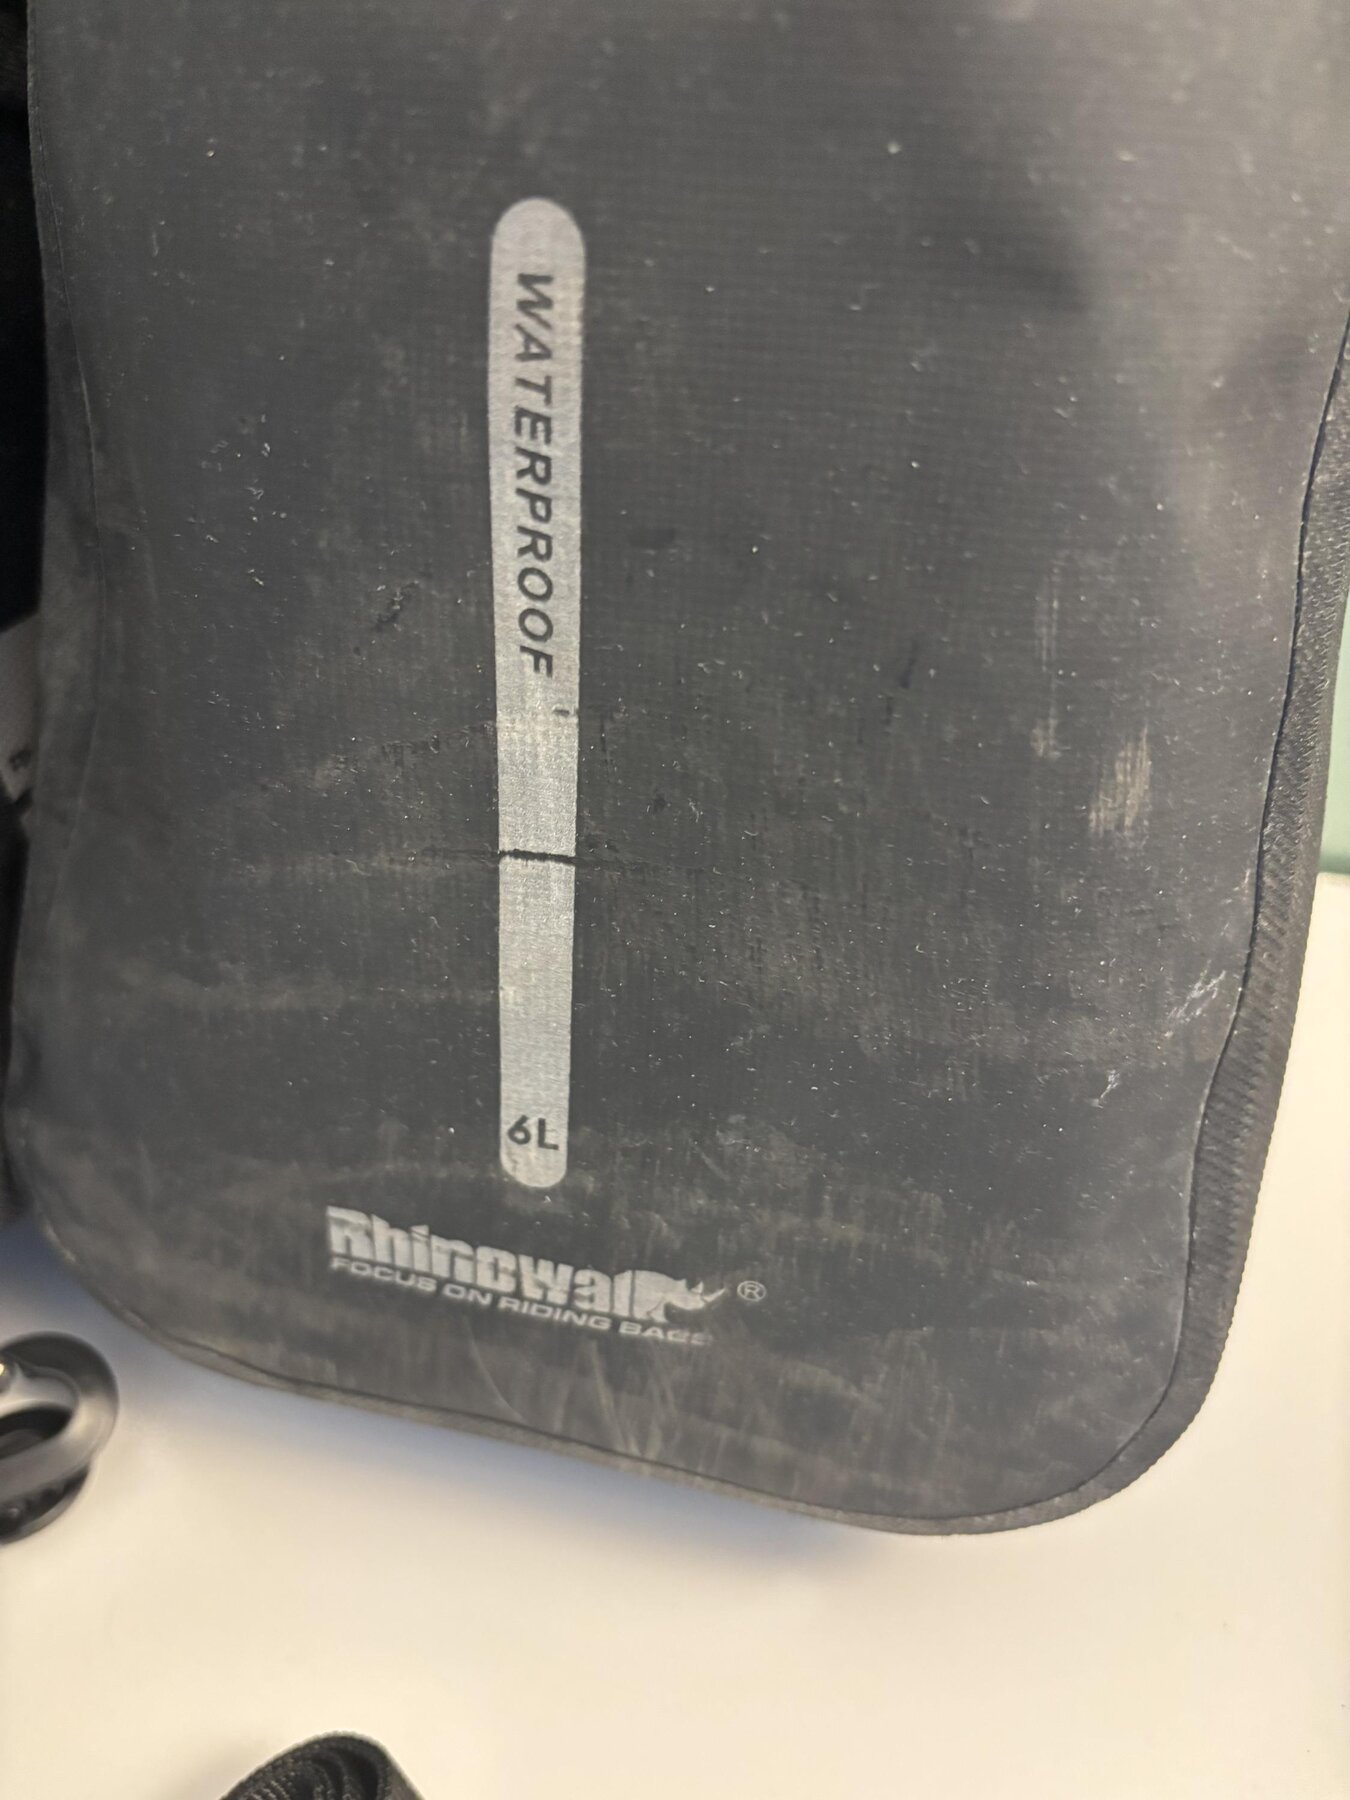 WATERPROOF
6L
Rhinowalk ®
FOCUS ON RIDING BAGS